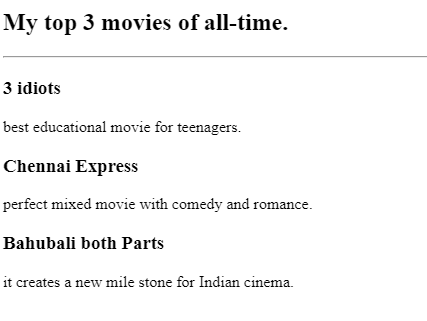 My top 3 movies of all-time.
3 idiots
best educational movie for teenagers.
Chennai Express
perfect mixed movie with comedy and romance.
Bahubali both Parts
it creates a new mile stone for Indian cinema.